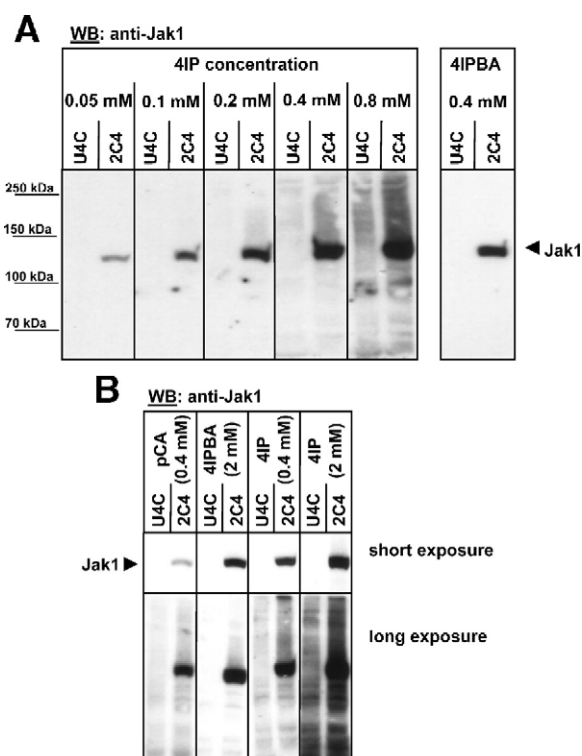 A
WB: anti-Jak1
4IP concentration
4IPBA
0.05 mM 0.1 mM 0.2 mM 0.4 mM 0.8 mM
0.4 mM
U4C 2C4 U4C 2C4 U4C 2C4 U4C 2C4 U4C 2C4
U4C 2C4
250 kDa
150 kDa
Jak1
100 kDa
70 kDa
B
WB: anti-Jak1
pCA (0.4 mM) 4IPBA (2 mM) 4IP (0.4 mM) 4IP (2 mM)
U4C 2C4 U4C 2C4 U4C 2C4 U4C 2C4
short exposure
Jak1
long exposure